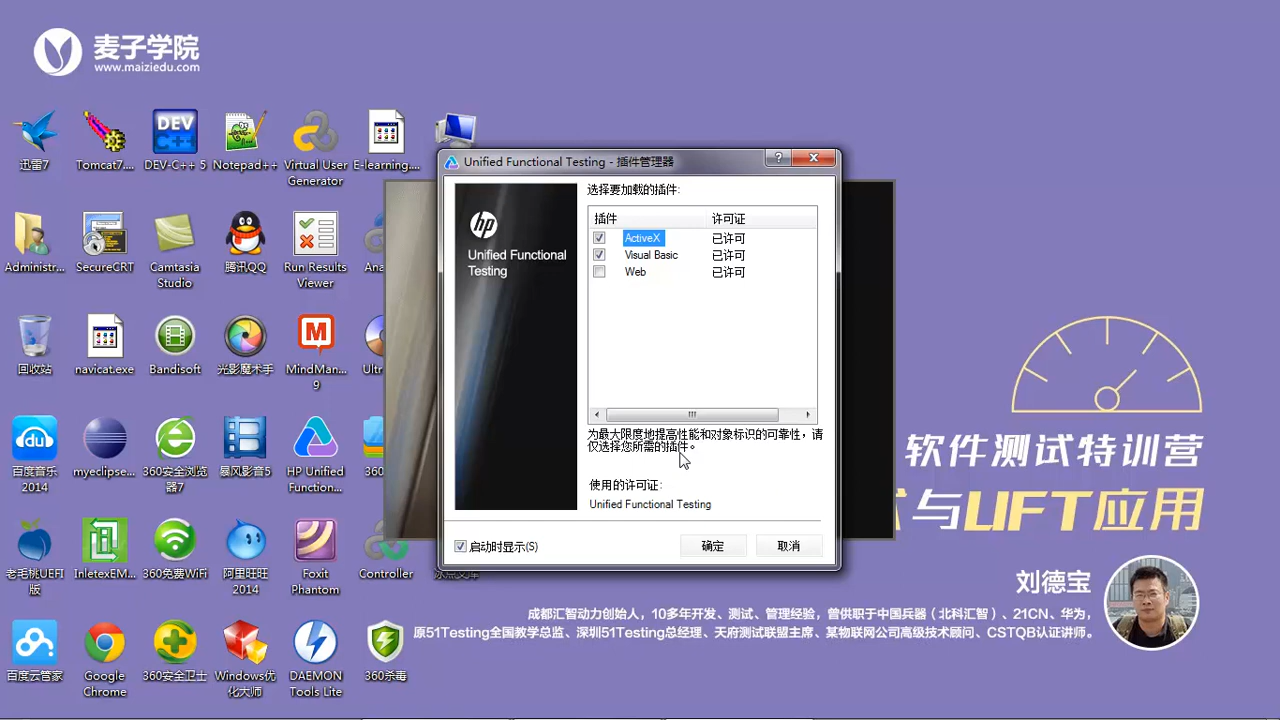 麦子学院
www.maiziedu.com
迅雷7
Tomcat7....
DEV-C++ 5
Notepad++
Virtual User
Generator
E-learning....
Administr...
SecureCRT
Camtasia
Studio
腾讯QQ
Run Results
Viewer
Ana
回收站
navicat.exe
Bandisoft
光影魔术手
MindMan...
9
Ultr
百度音乐
2014
myeclipse...
360安全浏览
器7
暴风影音5
HP Unified
Function...
360
老毛桃UEFI
版
InletexEM...
360免费WiFi
阿里旺旺
2014
Foxit
Phantom
Controller
百度云管家
Google
Chrome
360安全卫士
Windows优
化大师
DAEMON
Tools Lite
360杀毒
Unified Functional Testing - 插件管理器
hp
Unified Functional
Testing
选择要加载的插件:
插件 许可证
ActiveX 已许可
Visual Basic 已许可
Web 已许可
为最大限度地提高性能和对象标识的可靠性，请
仅选择您所需的插件。
使用的许可证:
Unified Functional Testing
启动时显示(S)
确定
取消
软件测试特训营
与UFT应用
刘德宝
成都汇智动力创始人，10多年开发、测试、管理经验，曾供职于中国兵器（北科汇智）、21CN、华为，
原51Testing全国教学总监、深圳51Testing总经理、天府测试联盟主席、某物联网公司高级技术顾问、CSTQB认证讲师。